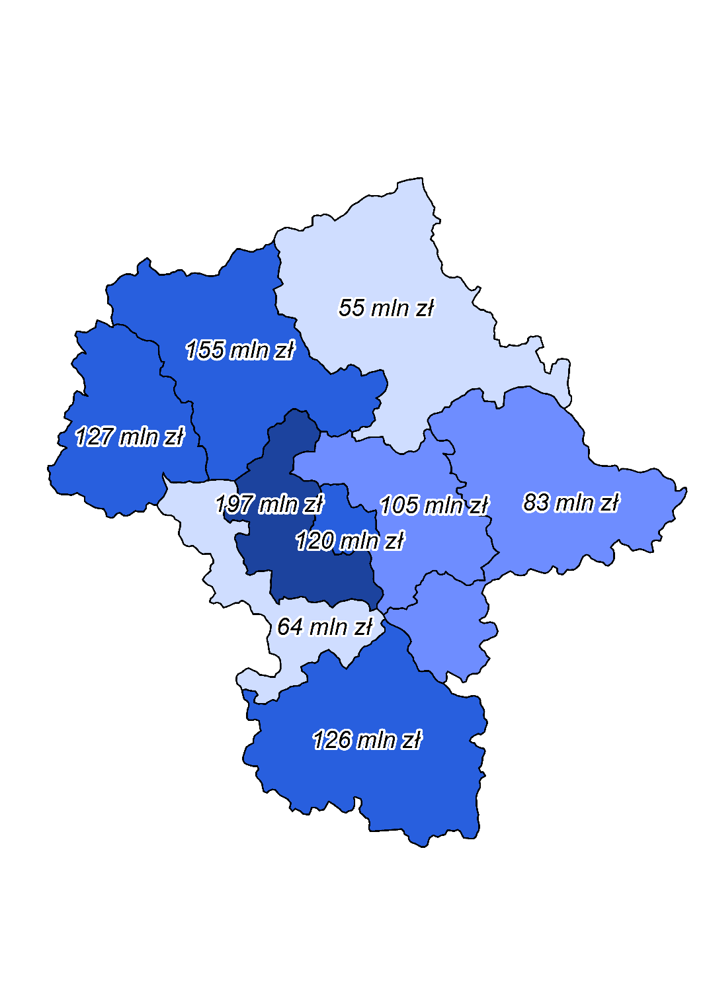 55 mln zł
155 mln zł
127 mln zł
197 mln zł
105 mln zł
83 mln zł
120 mln zł
64 mln zł
126 mln zł